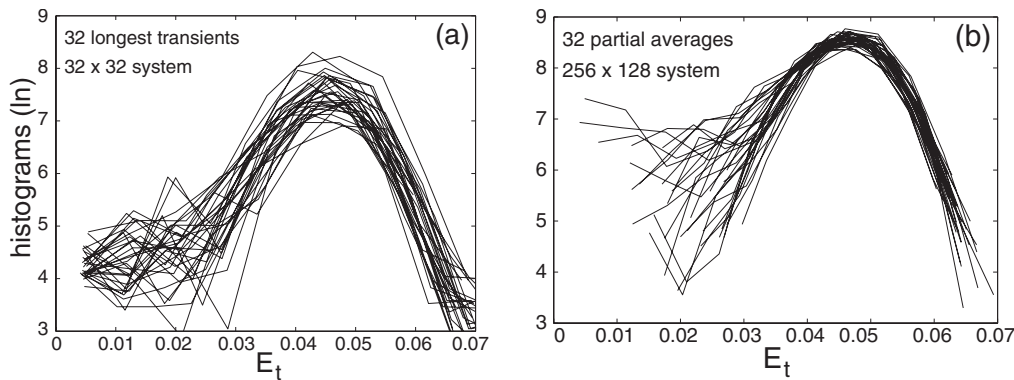 9
8
7
6
5
4
3
histograms (ln)
32 longest transients
32 x 32 system
(a)
0 0.01 0.02 0.03 0.04 0.05 0.06 0.07
E_t
9
8
7
6
5
4
3
32 partial averages
256 x 128 system
(b)
0 0.01 0.02 0.03 0.04 0.05 0.06 0.07
E_t